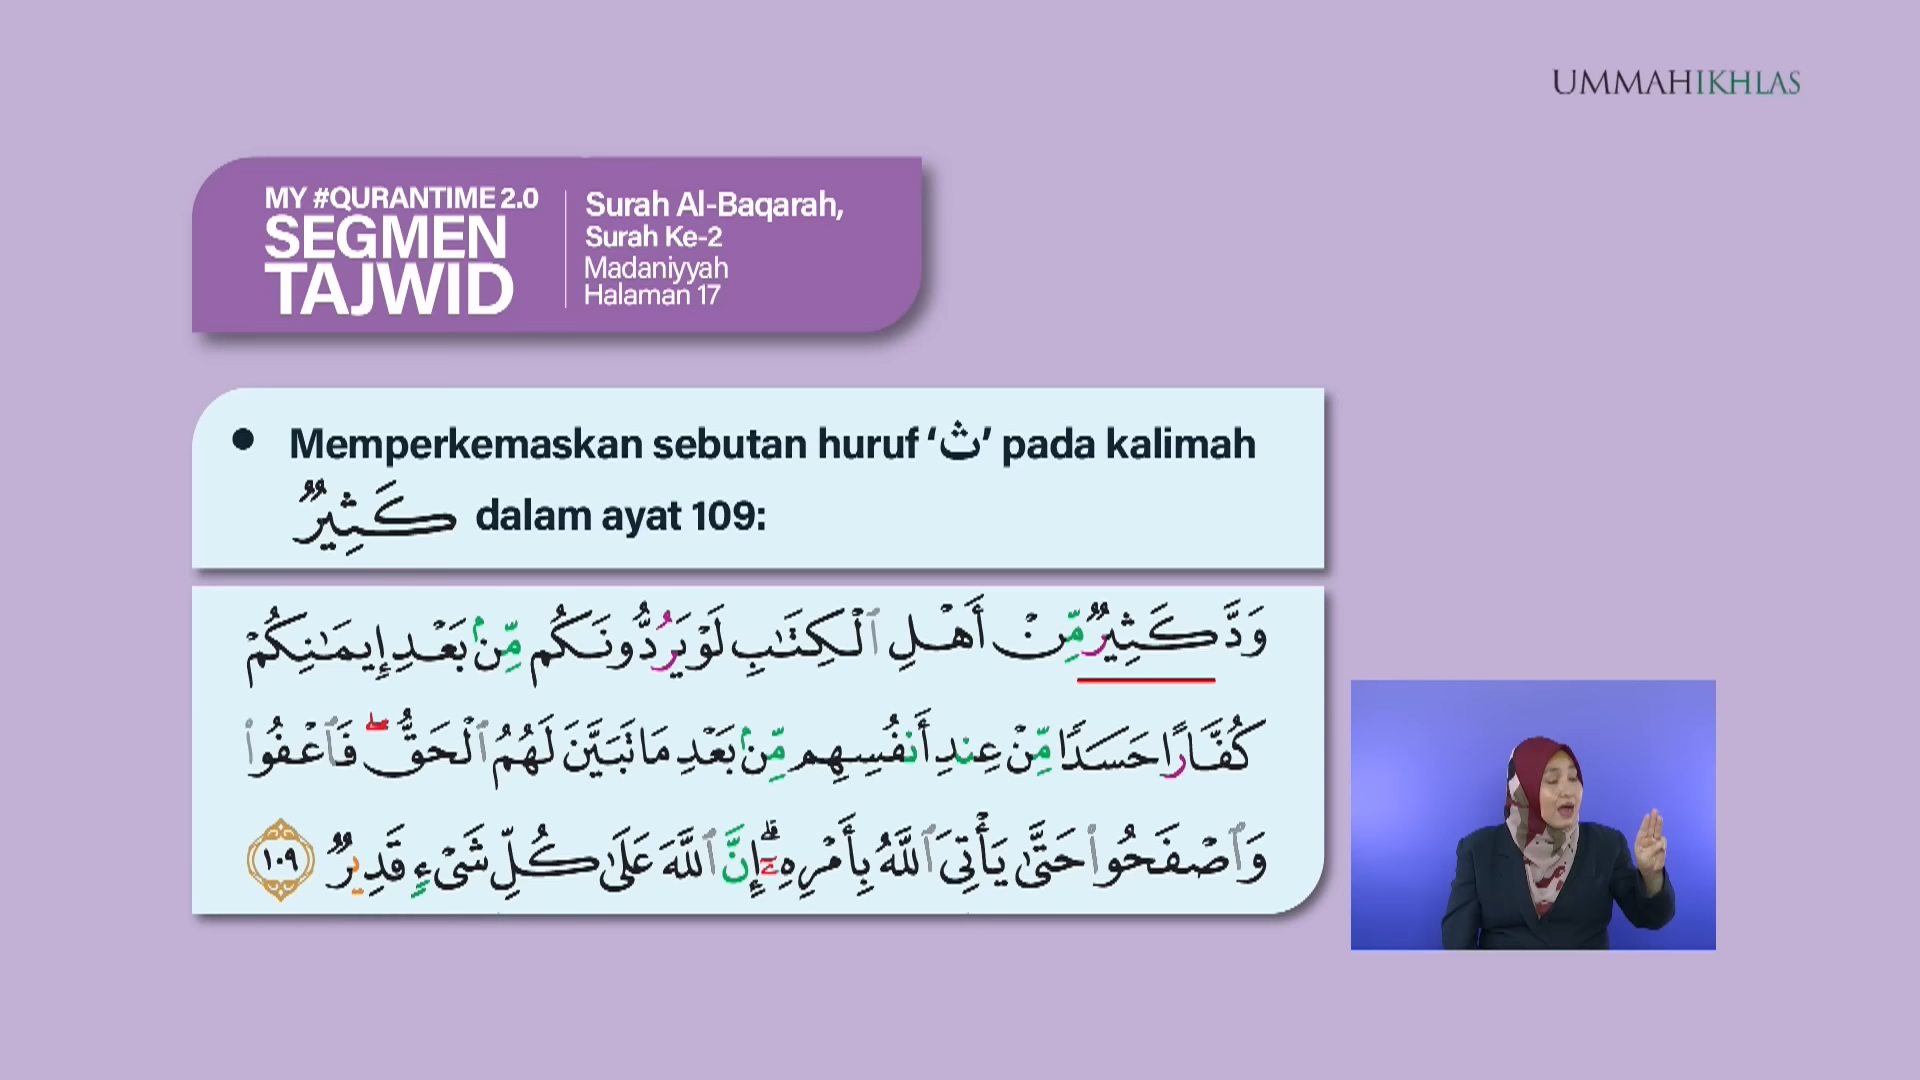 UMMAHIKHLAS
MY #QURANTIME 2.0
SEGMEN
TAJWID
Surah Al-Baqarah,
Surah Ke-2
Madaniyyah
Halaman 17
• Memperkemaskan sebutan huruf ‘ث’ pada kalimah
كَثِيرٌ dalam ayat 109:
وَدَّ كَثِيرٌ مِّنْ أَهْلِ ٱلْكِتَٰبِ لَوْ يَرُدُّونَكُم مِّنۢ بَعْدِ إِيمَٰنِكُمْ
كُفَّارًا حَسَدًا مِّنْ عِندِ أَنفُسِهِم مِّنۢ بَعْدِ مَا تَبَيَّنَ لَهُمُ ٱلْحَقُّ ۖ فَٱعْفُوا۟
وَٱصْفَحُوا۟ حَتَّىٰ يَأْتِىَ ٱللَّهُ بِأَمْرِهِۦٓ ۗ إِنَّ ٱللَّهَ عَلَىٰ كُلِّ شَىْءٍ قَدِيرٌ ١٠٩